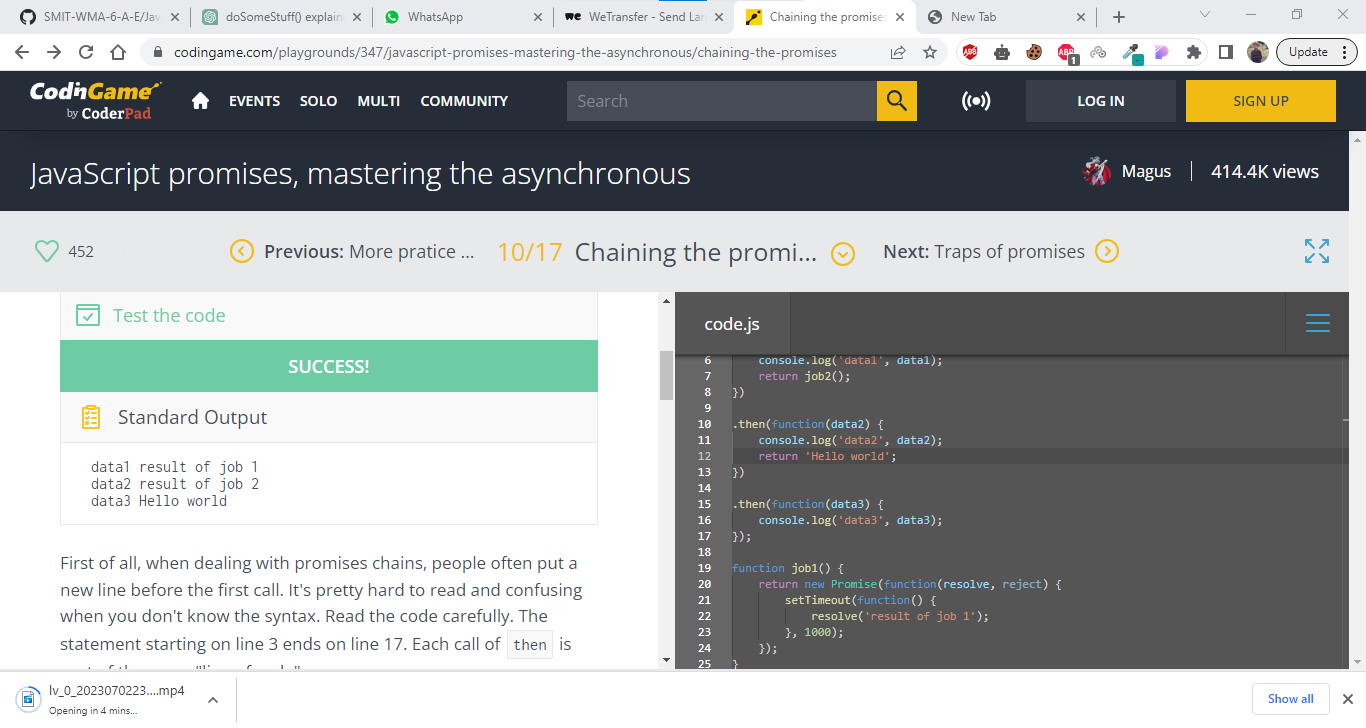 SMIT-WMA-6-A-E/Jav
doSomeStuff() explain
WhatsApp
WeTransfer - Send Lar
Chaining the promises
New Tab
codingame.com/playgrounds/347/javascript-promises-mastering-the-asynchronous/chaining-the-promises
ABP
ABP
1
Update
CodinGame
by CoderPad
EVENTS
SOLO
MULTI
COMMUNITY
Search
LOG IN
SIGN UP
JavaScript promises, mastering the asynchronous
Magus
414.4K views
452
Previous: More pratice ...
10/17 Chaining the promi...
Next: Traps of promises
Test the code
SUCCESS!
Standard Output
data1 result of job 1
data2 result of job 2
data3 Hello world
First of all, when dealing with promises chains, people often put a
new line before the first call. It's pretty hard to read and confusing
when you don't know the syntax. Read the code carefully. The
statement starting on line 3 ends on line 17. Each call of then is
code.js
6 console.log('data1', data1);
7 return job2();
8 })
9
10 .then(function(data2) {
11 console.log('data2', data2);
12 return 'Hello world';
13 })
14
15 .then(function(data3) {
16 console.log('data3', data3);
17 });
18
19 function job1() {
20 return new Promise(function(resolve, reject) {
21 setTimeout(function() {
22 resolve('result of job 1');
23 }, 1000);
24 });
25 }
lv_0_2023070223....mp4
Opening in 4 mins...
Show all